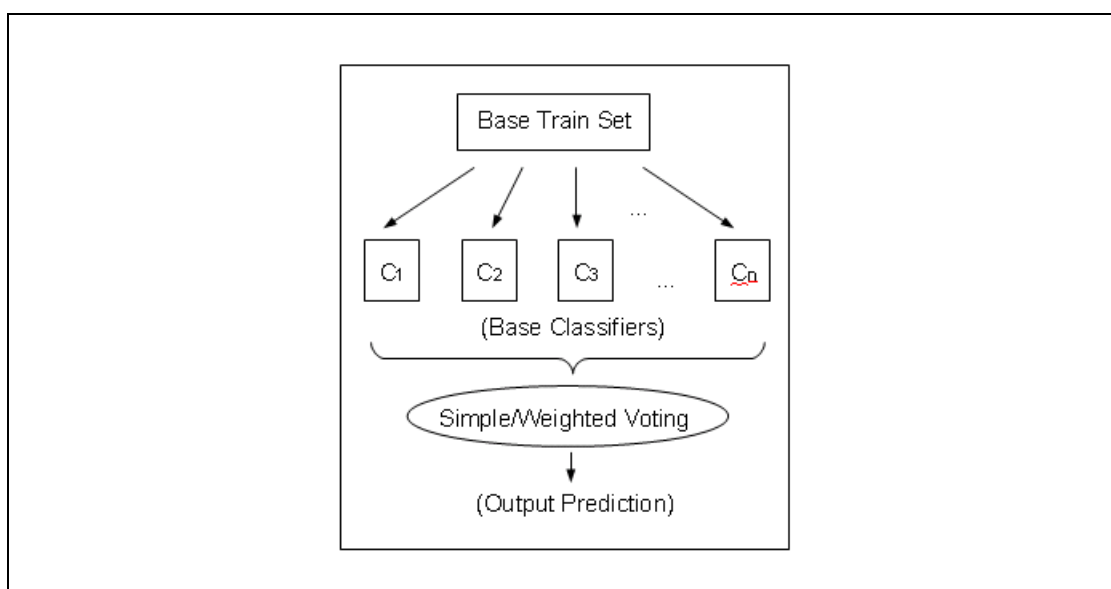 Base Train Set
...
C1 C2 C3 ... Cn
(Base Classifiers)
Simple/Weighted Voting
(Output Prediction)